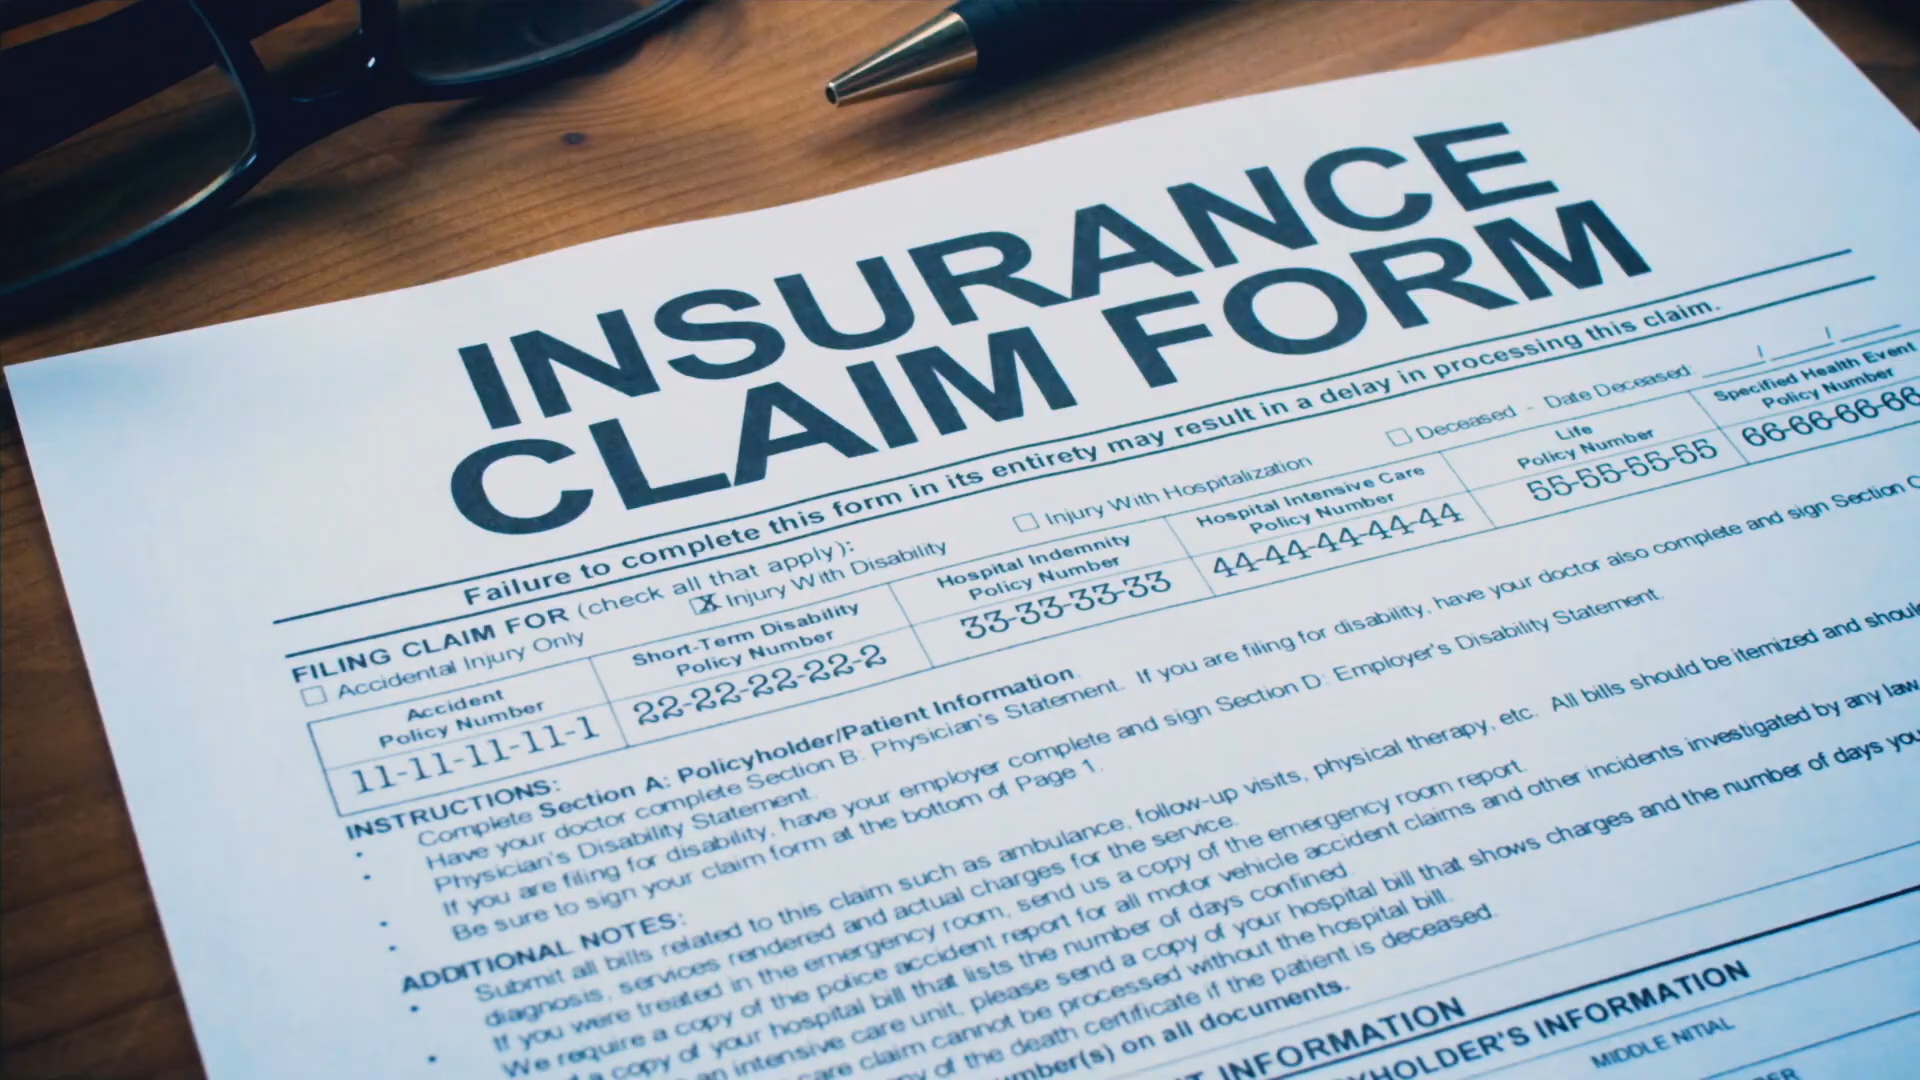 INSURANCE
CLAIM FORM
Failure to complete this form in its entirety may result in a delay in processing this claim.
FILING CLAIM FOR (check all that apply):
Accidental Injury Only X Injury With Disability Injury With Hospitalization Deceased - Date Deceased: / /
Accident Policy Number Short-Term Disability Policy Number Hospital Indemnity Policy Number Hospital Intensive Care Policy Number Life Policy Number Specified Health Event Policy Number
11-11-11-11-1 22-22-22-22-2 33-33-33-33 44-44-44-44-44 55-55-55-55 66-66-66-66
INSTRUCTIONS:
Complete Section A: Policyholder/Patient Information.
• Have your doctor complete Section B: Physician's Statement. If you are filing for disability, have your doctor also complete and sign Section C
• Physician's Disability Statement.
If you are filing for disability, have your employer complete and sign Section D: Employer's Disability Statement.
• Be sure to sign your claim form at the bottom of Page 1.
•
ADDITIONAL NOTES:
• Submit all bills related to this claim such as ambulance, follow-up visits, physical therapy, etc. All bills should be itemized and should
diagnosis, services rendered and actual charges for the service.
• If you were treated in the emergency room, send us a copy of the emergency room report.
We require a copy of the police accident report for all motor vehicle accident claims and other incidents investigated by any law
a copy of your hospital bill that lists the number of days confined.
an intensive care unit, please send a copy of your hospital bill that shows charges and the number of days you
care claim cannot be processed without the hospital bill.
of the death certificate if the patient is deceased.
number(s) on all documents.
INFORMATION
HOLDER'S INFORMATION
MIDDLE NITIAL